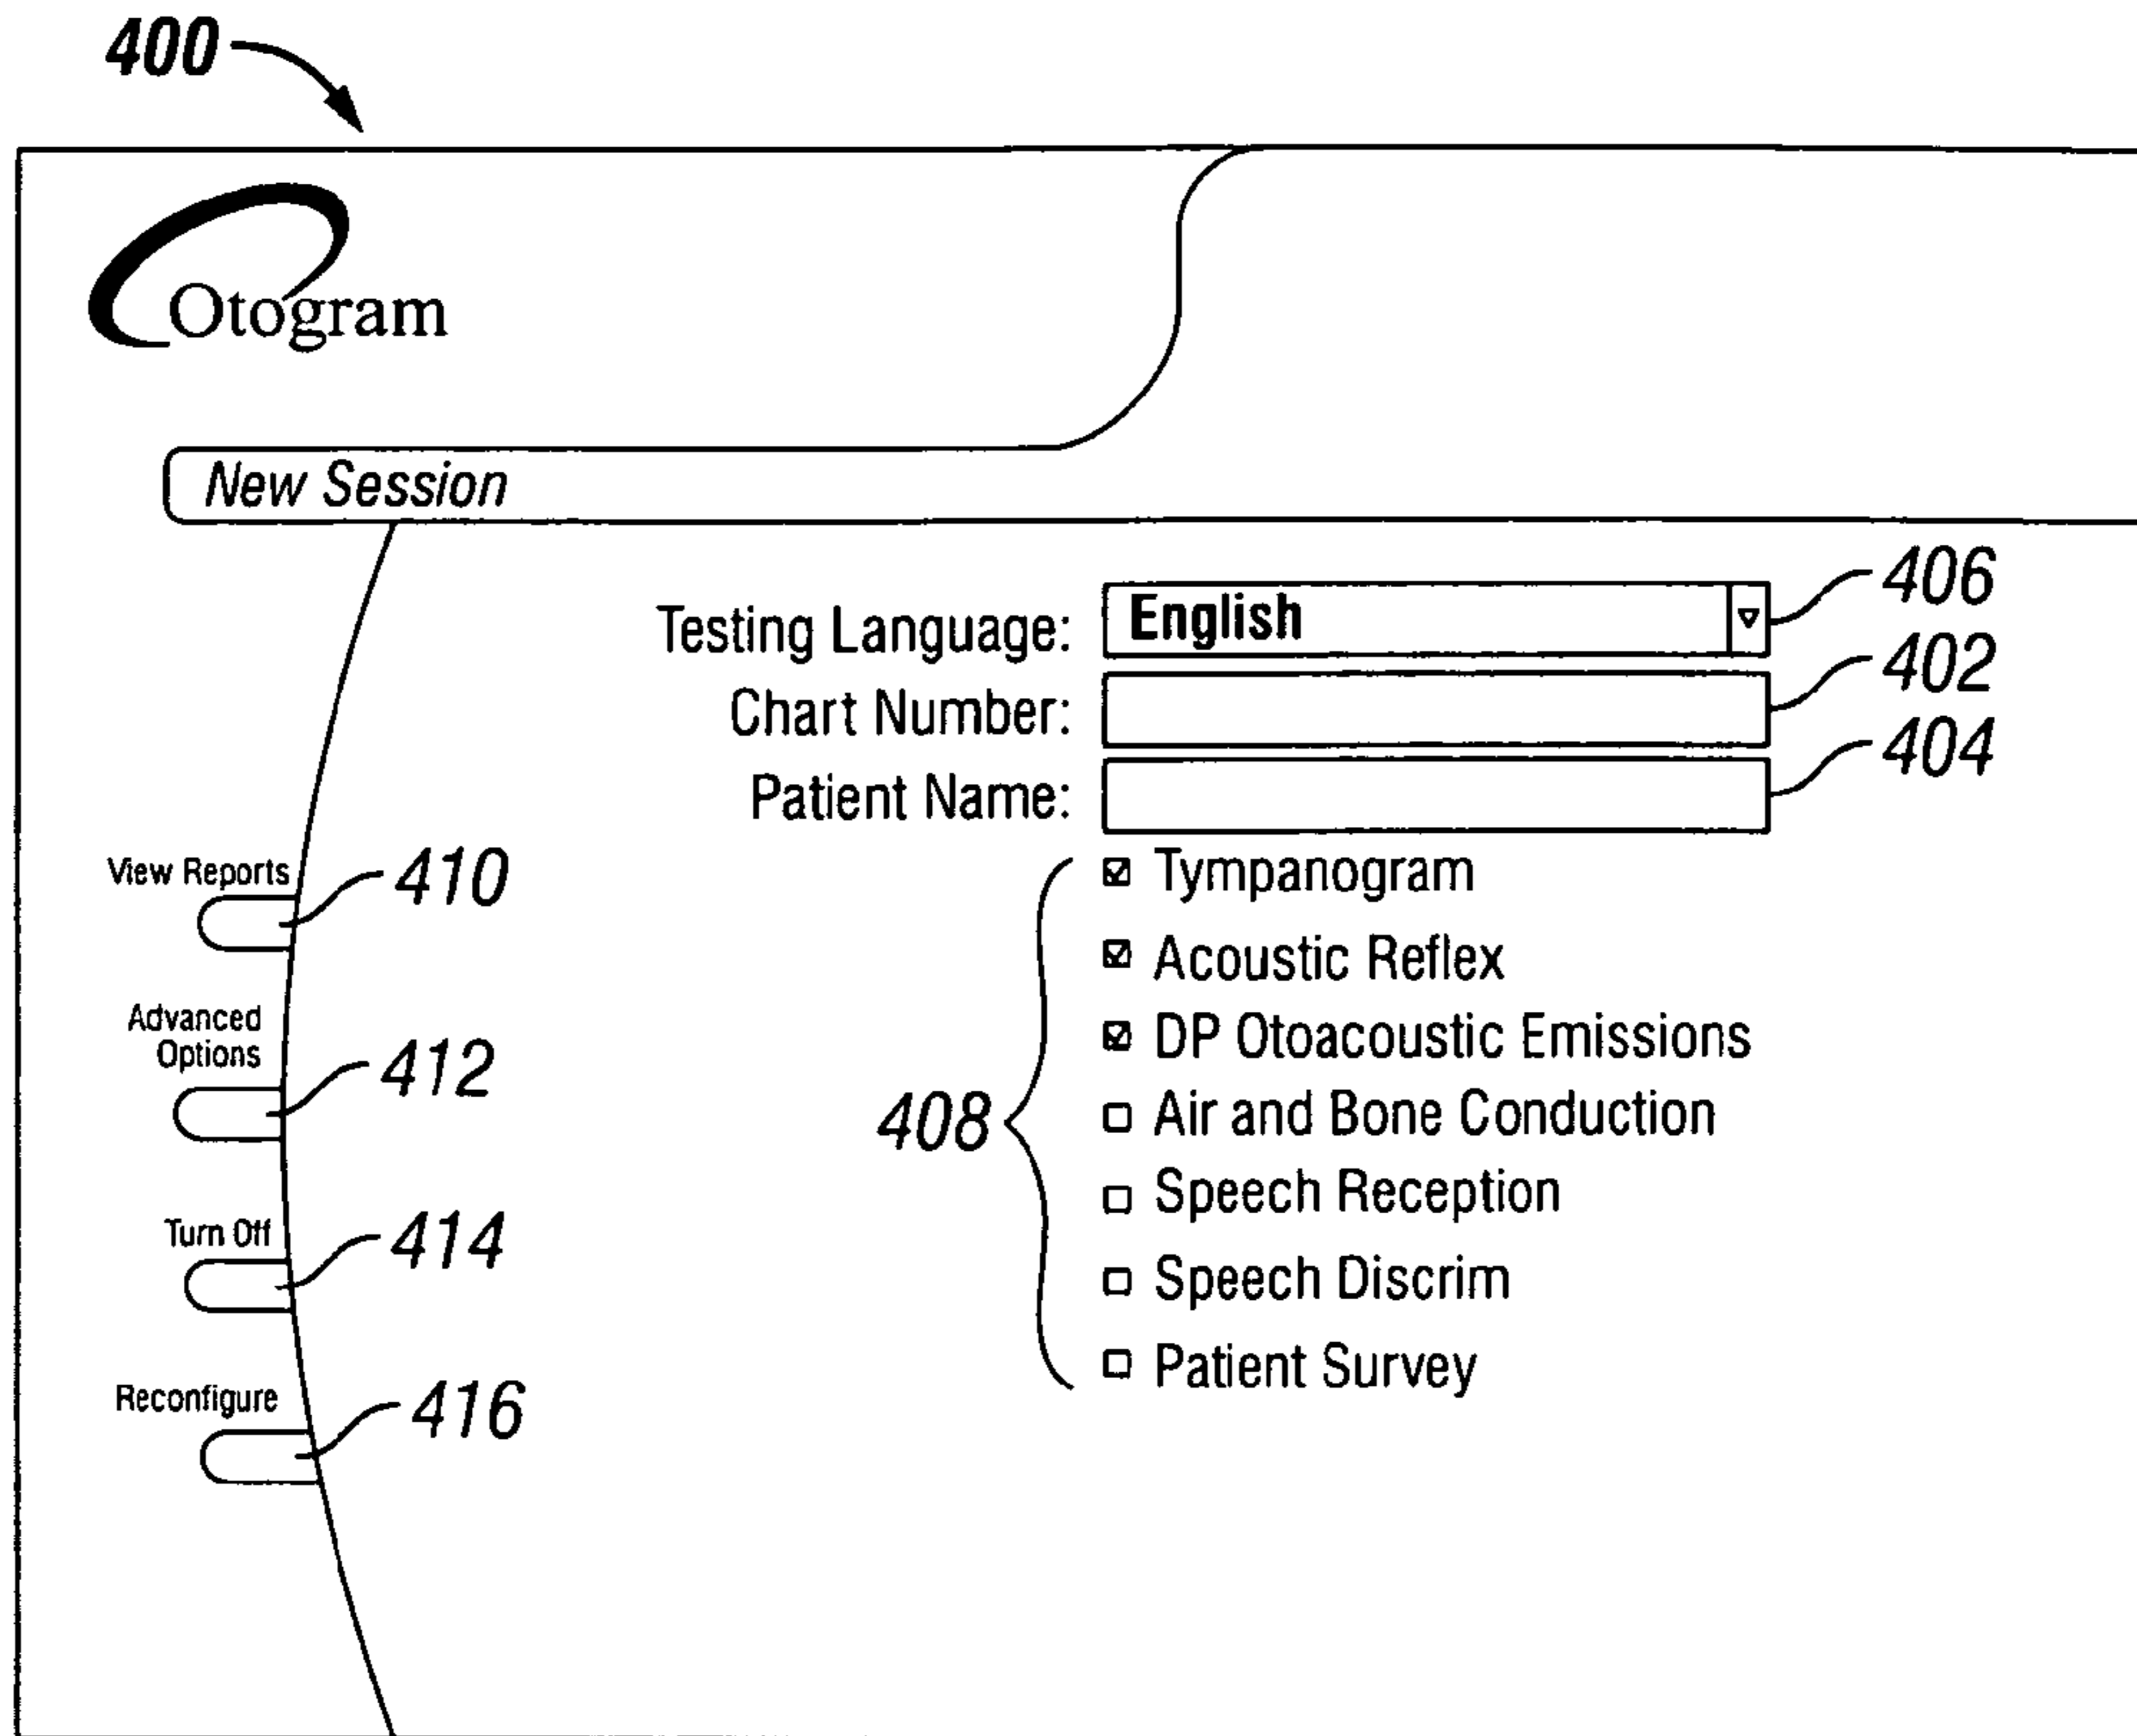 400
Otogram
New Session
Testing Language: English 406
Chart Number: 402
Patient Name: 404
View Reports
410
Advanced
Options
412
Turn Off
414
Reconfigure
416
408
Tympanogram
Acoustic Reflex
DP Otoacoustic Emissions
Air and Bone Conduction
Speech Reception
Speech Discrim
Patient Survey